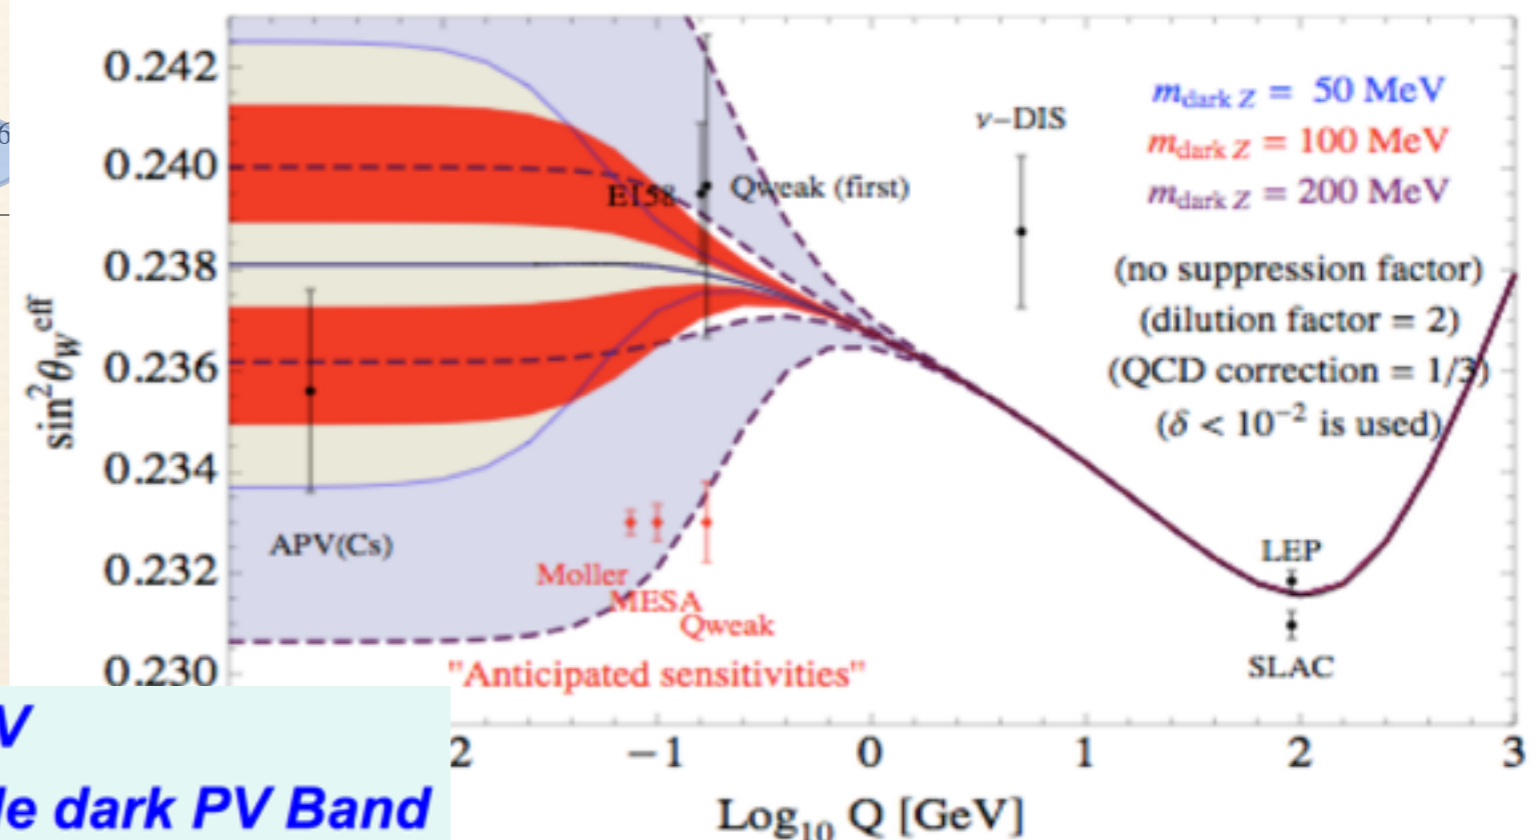 6
0.242
0.240
0.238
0.236
0.234
0.232
0.230
sin²θ_W^eff
m_dark Z = 50 MeV
m_dark Z = 100 MeV
m_dark Z = 200 MeV
(no suppression factor)
(dilution factor = 2)
(QCD correction = 1/3)
(δ < 10⁻² is used)
ν−DIS
E158
Qweak (first)
APV(Cs)
Moller
MESA
Qweak
"Anticipated sensitivities"
LEP
SLAC
2 −1 0 1 2 3
Log₁₀ Q [GeV]
V
le dark PV Band